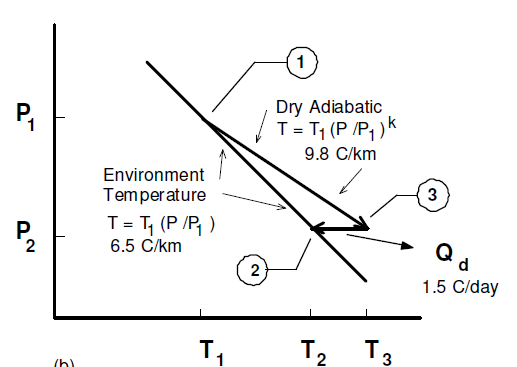 1
P1
Dry Adiabatic
T = T1 (P /P1 )k
9.8 C/km
Environment
Temperature
T = T1 (P /P1 )
6.5 C/km
3
P2
2
Qd
1.5 C/day
T1 T2 T3
(b)